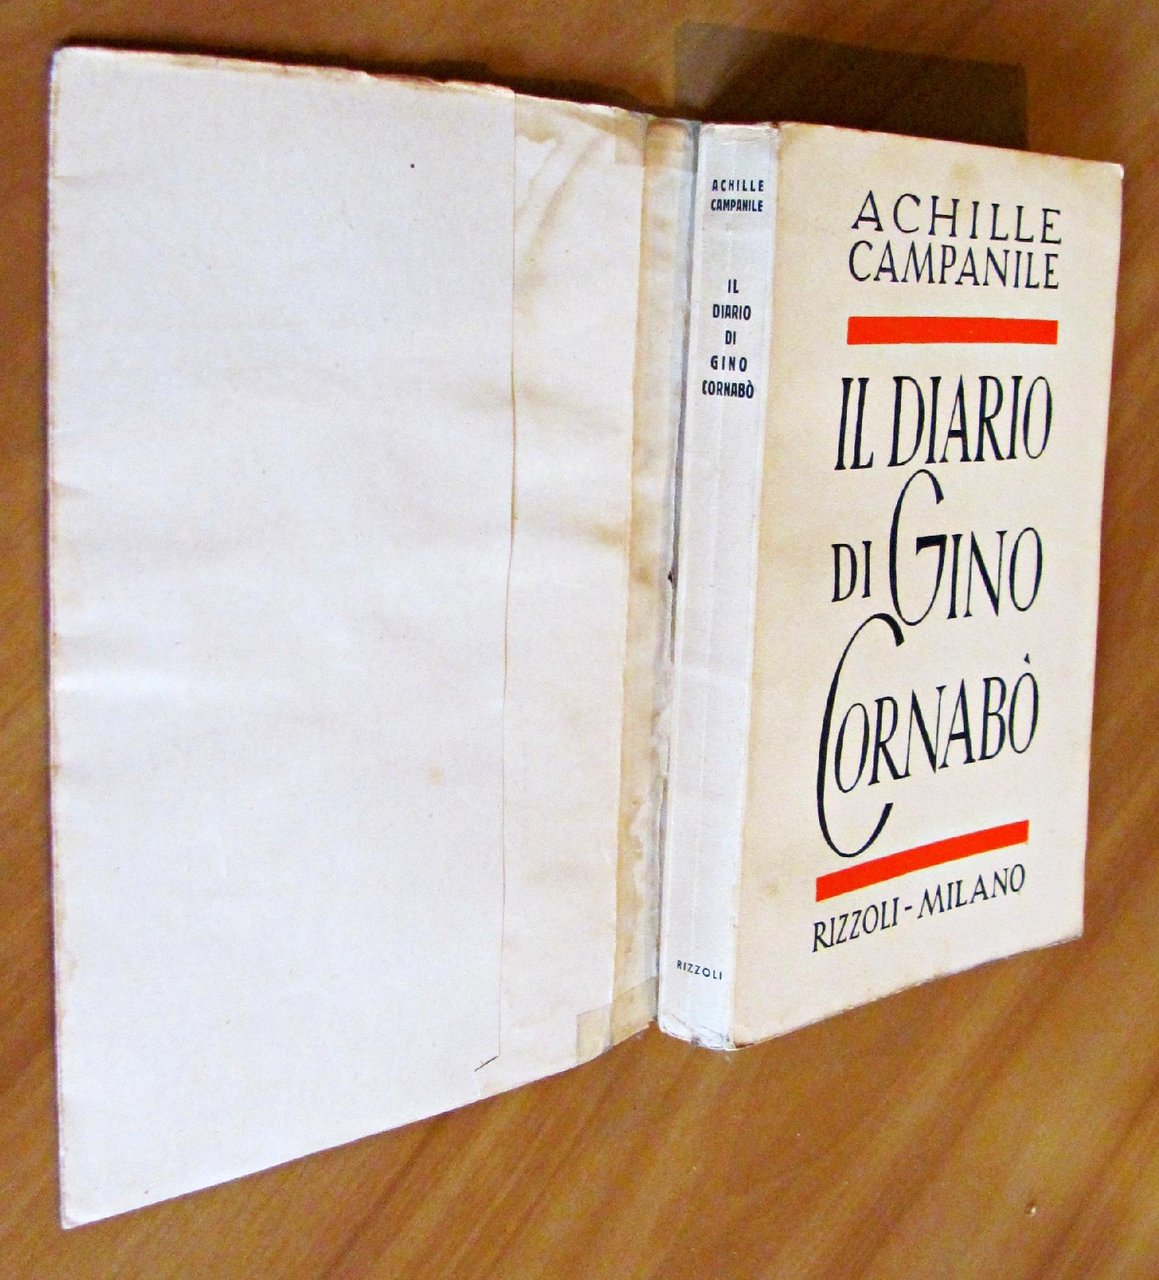 ACHILLE
CAMPANILE
IL
DIARIO
DI
GINO
CORNABÒ
RIZZOLI
ACHILLE
CAMPANILE
IL DIARIO
DI GINO
CORNABÒ
RIZZOLI-MILANO